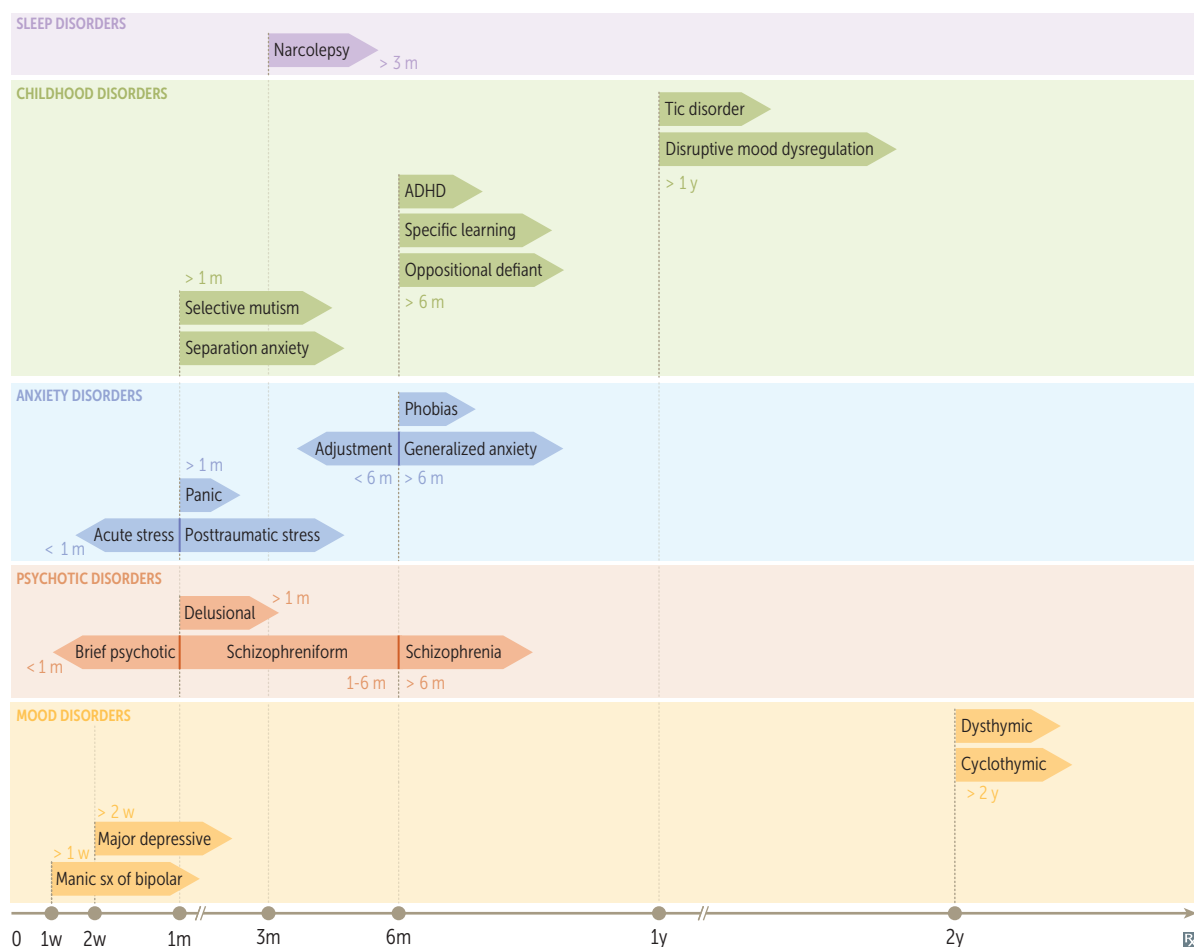 SLEEP DISORDERS
Narcolepsy
> 3 m
CHILDHOOD DISORDERS
Tic disorder
Disruptive mood dysregulation
> 1 y
ADHD
Specific learning
Oppositional defiant
> 6 m
> 1 m
Selective mutism
Separation anxiety
ANXIETY DISORDERS
Phobias
Adjustment Generalized anxiety
< 6 m > 6 m
> 1 m
Panic
Acute stress Posttraumatic stress
< 1 m
PSYCHOTIC DISORDERS
Delusional
> 1 m
Brief psychotic Schizophreniform Schizophrenia
< 1 m
1-6 m > 6 m
MOOD DISORDERS
Dysthymic
Cyclothymic
> 2 y
> 2 w
Major depressive
> 1 w
Manic sx of bipolar
0 1w 2w 1m 3m 6m 1y 2y
℞